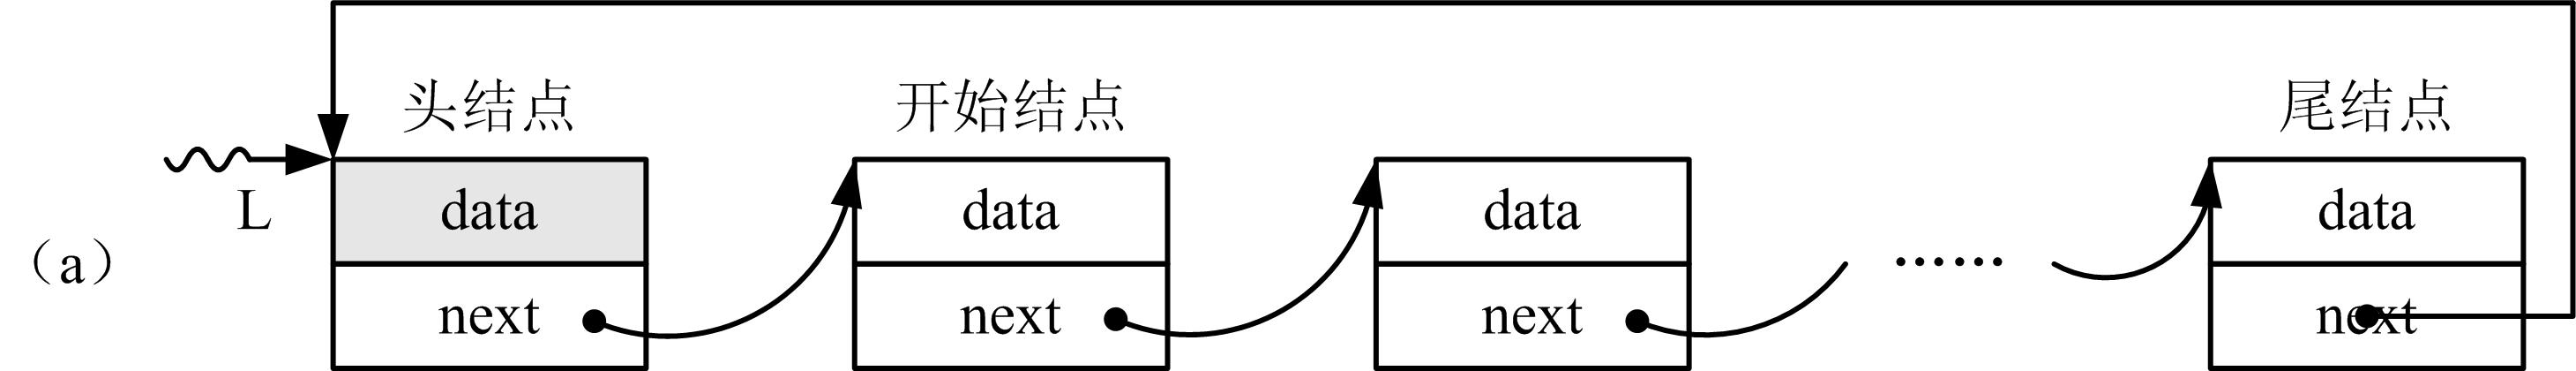 头结点 开始结点 尾结点
L data data data …… data
（a）
next next next next